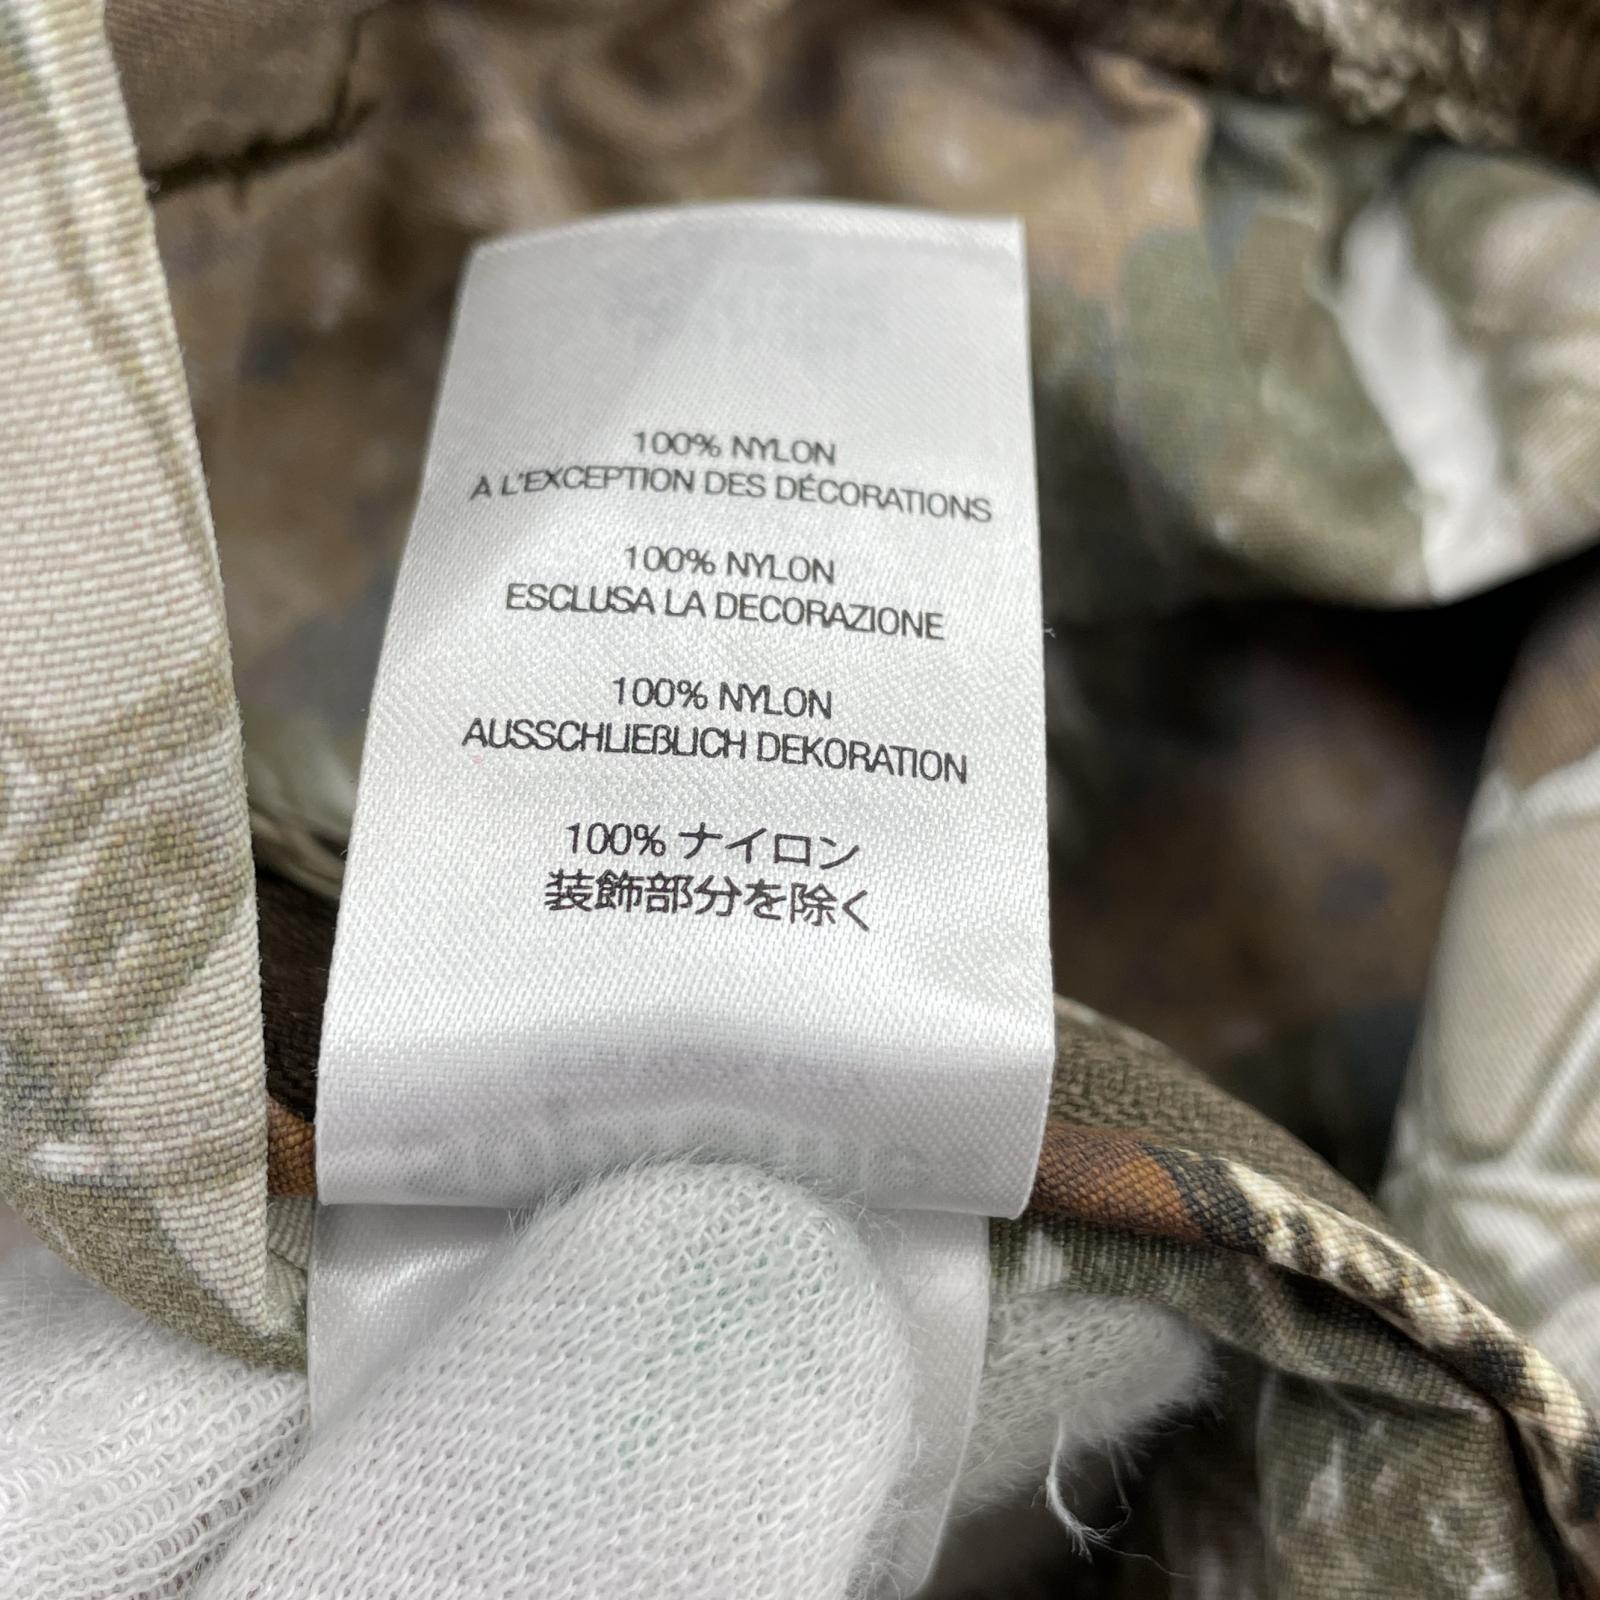 100% NYLON
A L'EXCEPTION DES DÉCORATIONS
100% NYLON
ESCLUSA LA DECORAZIONE
100% NYLON
AUSSCHLIEßLICH DEKORATION
100% ナイロン
装飾部分を除く